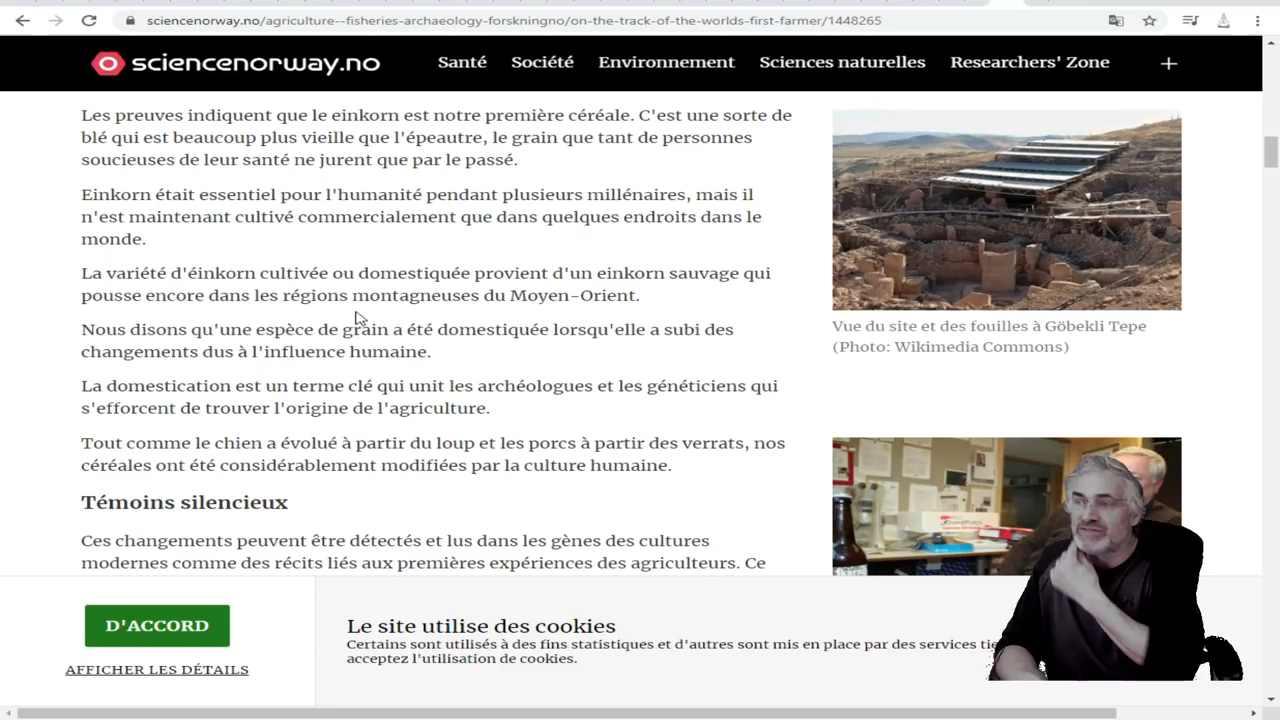 sciencenorway.no/agriculture--fisheries-archaeology-forskningno/on-the-track-of-the-worlds-first-farmer/1448265
sciencenorway.no
Santé Société Environnement Sciences naturelles Researchers' Zone +
Les preuves indiquent que le einkorn est notre première céréale. C'est une sorte de
blé qui est beaucoup plus vieille que l'épeautre, le grain que tant de personnes
soucieuses de leur santé ne jurent que par le passé.
Einkorn était essentiel pour l'humanité pendant plusieurs millénaires, mais il
n'est maintenant cultivé commercialement que dans quelques endroits dans le
monde.
La variété d'éinkorn cultivée ou domestiquée provient d'un einkorn sauvage qui
pousse encore dans les régions montagneuses du Moyen-Orient.
Nous disons qu'une espèce de grain a été domestiquée lorsqu'elle a subi des
changements dus à l'influence humaine.
La domestication est un terme clé qui unit les archéologues et les généticiens qui
s'efforcent de trouver l'origine de l'agriculture.
Tout comme le chien a évolué à partir du loup et les porcs à partir des verrats, nos
céréales ont été considérablement modifiées par la culture humaine.
Témoins silencieux
Ces changements peuvent être détectés et lus dans les gènes des cultures
modernes comme des récits liés aux premières expériences des agriculteurs. Ce
Vue du site et des fouilles à Göbekli Tepe
(Photo: Wikimedia Commons)
D'ACCORD
AFFICHER LES DÉTAILS
Le site utilise des cookies
Certains sont utilisés à des fins statistiques et d'autres sont mis en place par des services
acceptez l'utilisation de cookies.